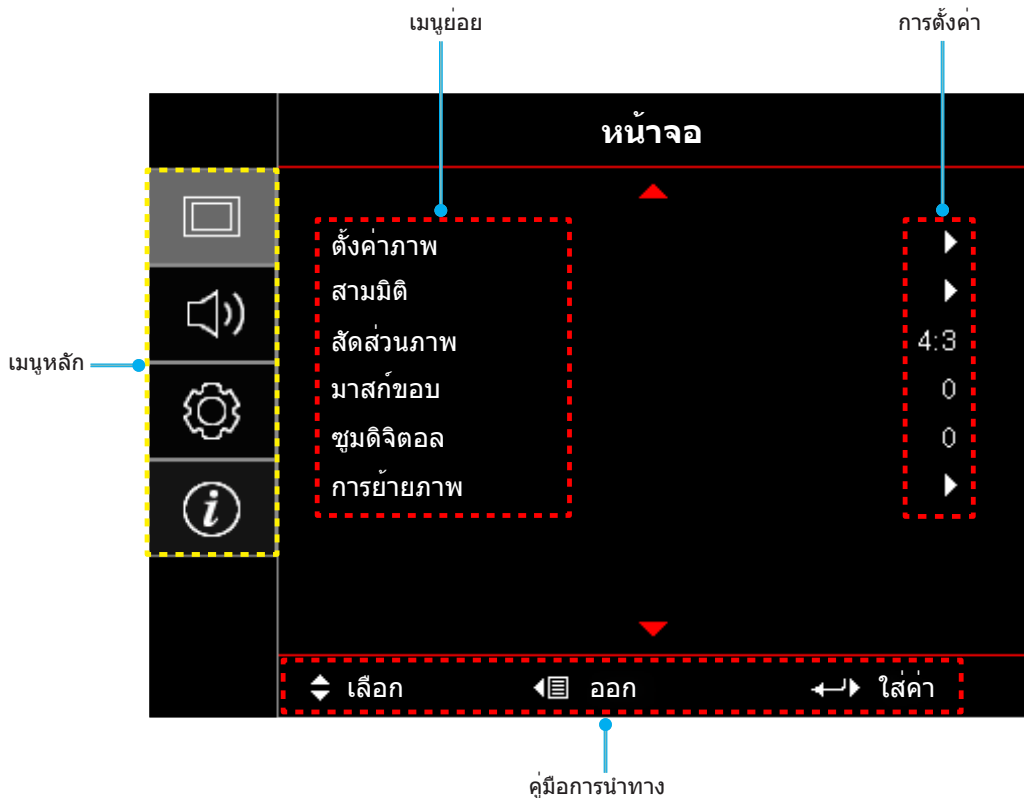 เมนูย่อย
การตั้งค่า
หน้าจอ
ตั้งค่าภาพ
สามมิติ
สัดส่วนภาพ 4:3
มาสก์ขอบ 0
ซูมดิจิตอล 0
การย้ายภาพ
เมนูหลัก
i
เลือก ออก ใส่ค่า
คู่มือการนำทาง